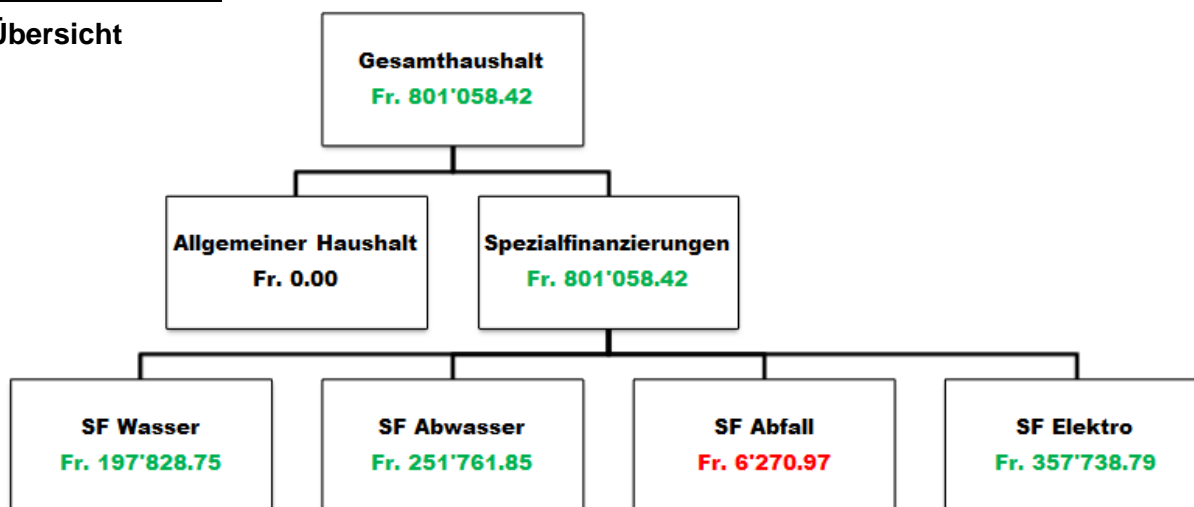 Übersicht
Gesamthaushalt
Fr. 801'058.42
Allgemeiner Haushalt
Fr. 0.00
Spezialfinanzierungen
Fr. 801'058.42
SF Wasser
Fr. 197'828.75
SF Abwasser
Fr. 251'761.85
SF Abfall
Fr. 6'270.97
SF Elektro
Fr. 357'738.79